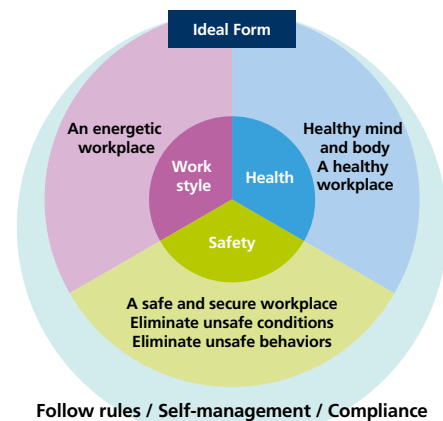 Ideal Form
An energetic
workplace
Work
style
Health
Healthy mind
and body
A healthy
workplace
Safety
A safe and secure workplace
Eliminate unsafe conditions
Eliminate unsafe behaviors
Follow rules / Self-management / Compliance